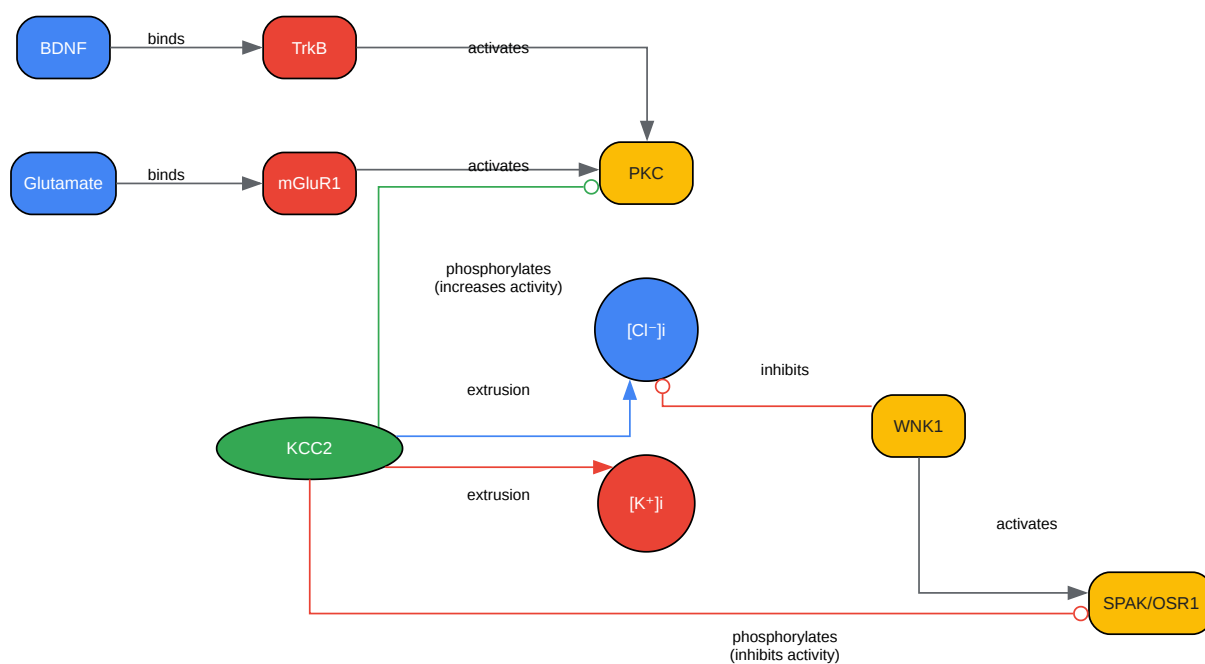 BDNF
binds
TrkB
activates
Glutamate
binds
mGluR1
activates
PKC
phosphorylates
(increases activity)
[Cl⁻]i
extrusion
inhibits
WNK1
KCC2
extrusion
[K⁺]i
activates
SPAK/OSR1
phosphorylates
(inhibits activity)